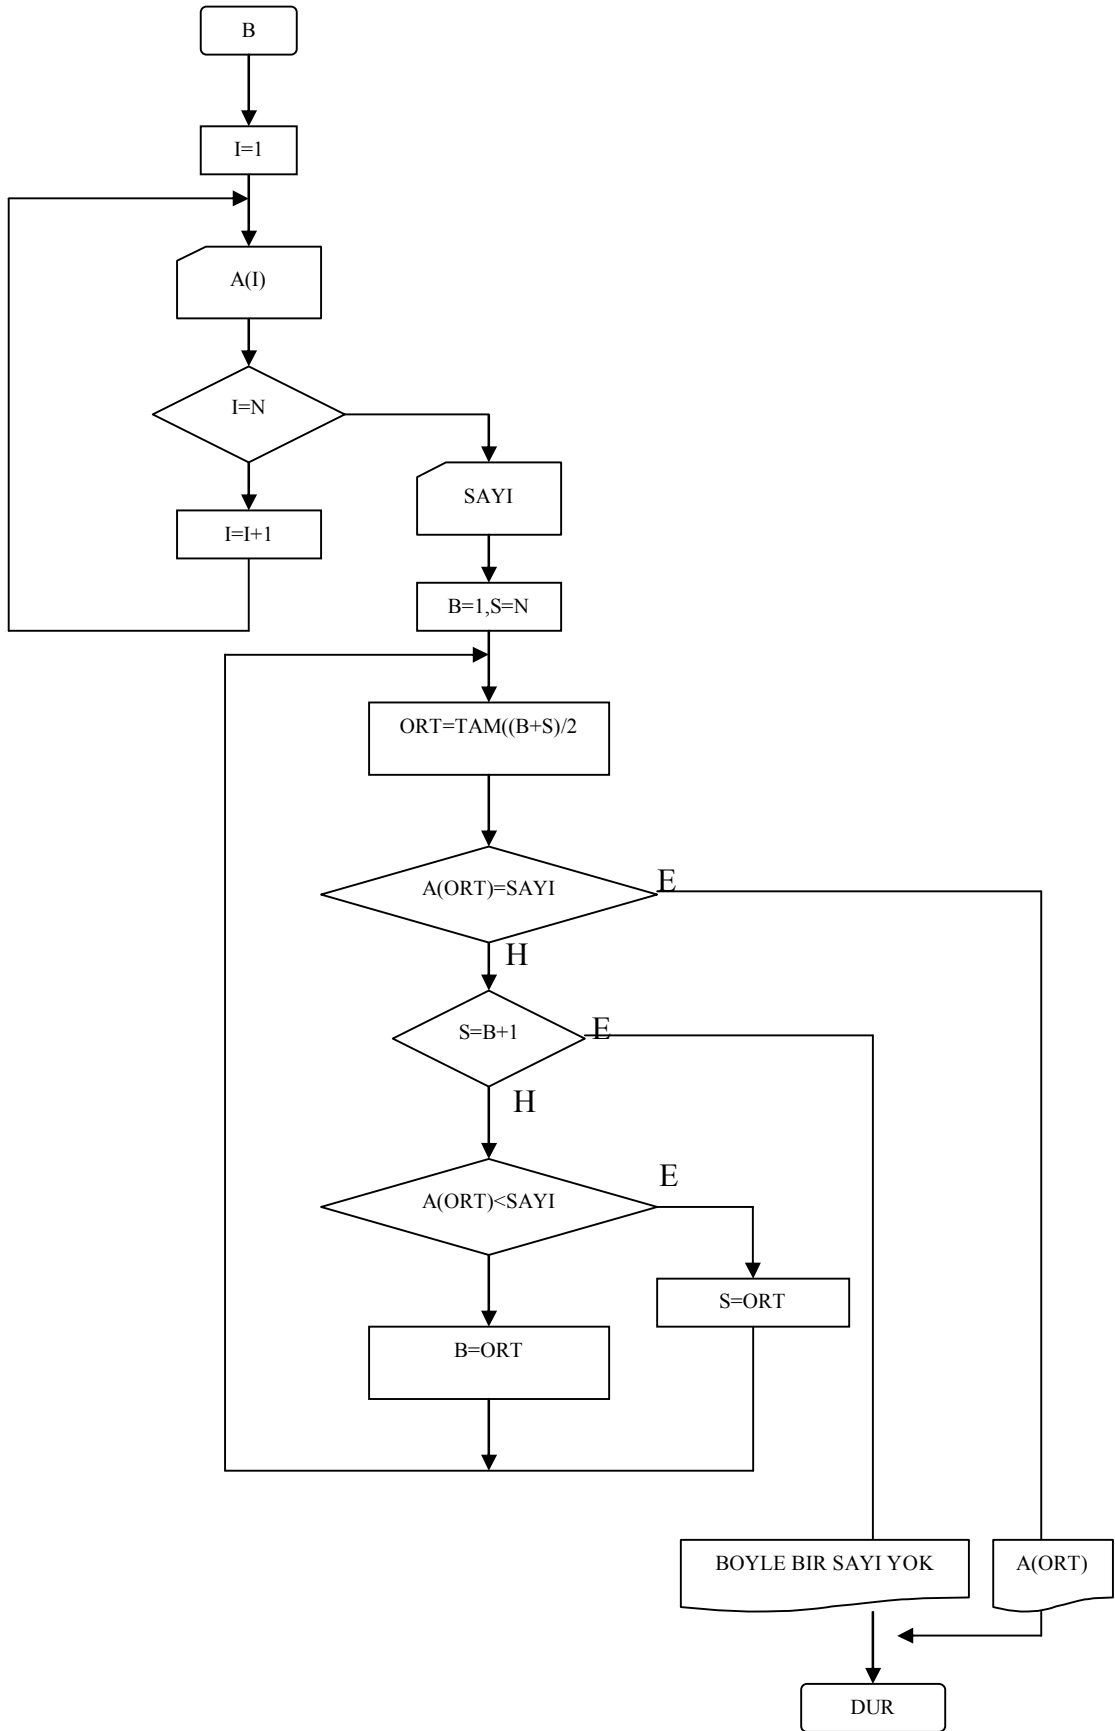 B
I=1
A(I)
I=N
SAYI
I=I+1
B=1,S=N
ORT=TAM((B+S)/2
A(ORT)=SAYI
E
H
S=B+1
E
H
A(ORT)<SAYI
E
S=ORT
B=ORT
BOYLE BIR SAYI YOK
A(ORT)
DUR